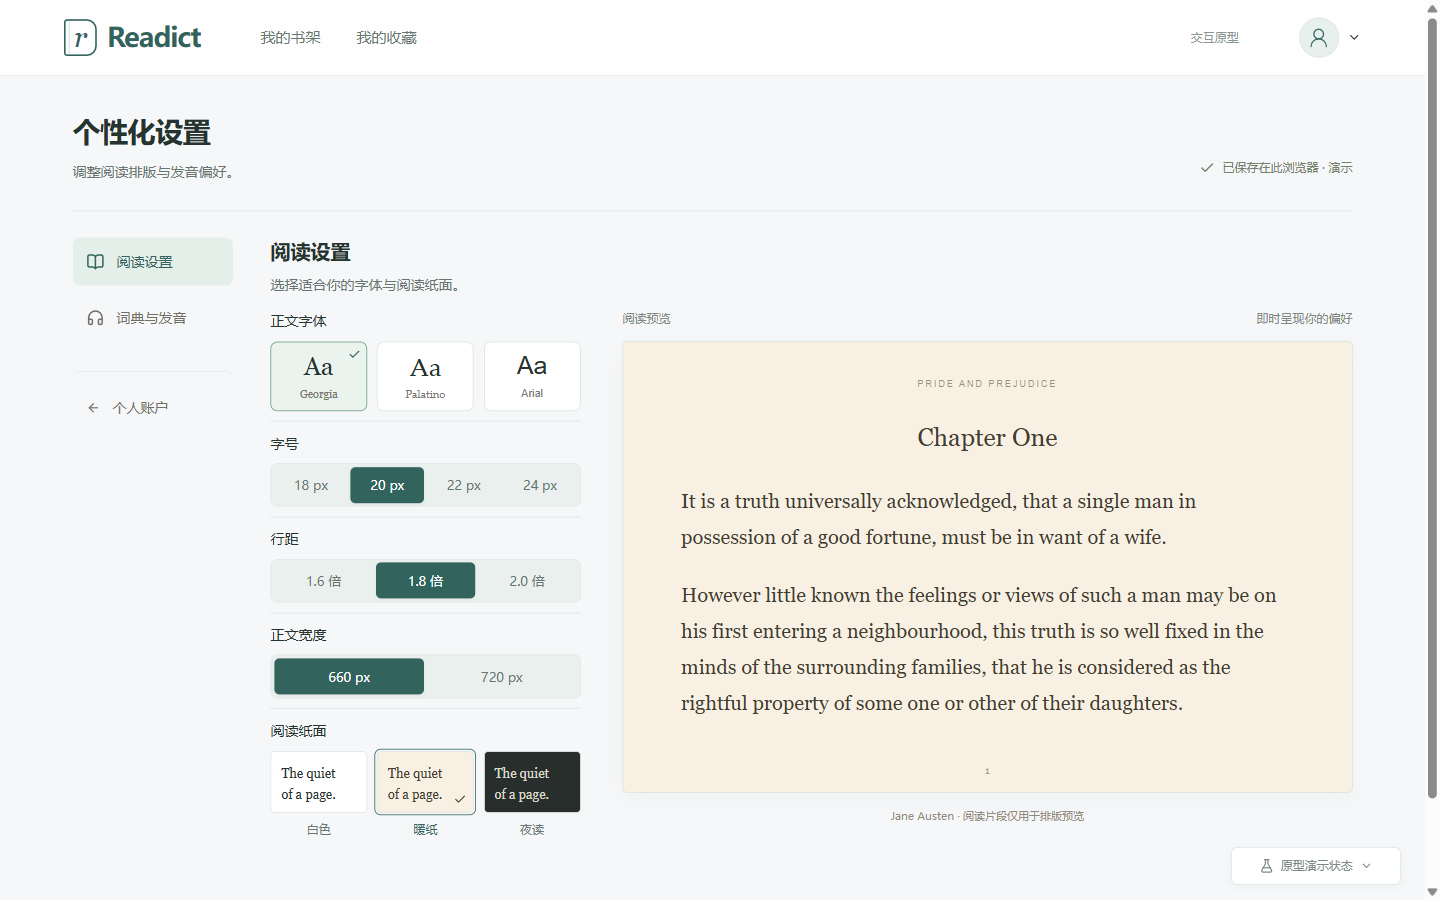 r Readict
我的书架
我的收藏
交互原型
个性化设置
调整阅读排版与发音偏好。
已保存在此浏览器 · 演示
阅读设置
词典与发音
个人账户
阅读设置
选择适合你的字体与阅读纸面。
正文字体
Aa
Georgia
Aa
Palatino
Aa
Arial
字号
18 px
20 px
22 px
24 px
行距
1.6 倍
1.8 倍
2.0 倍
正文宽度
660 px
720 px
阅读纸面
The quiet
of a page.
白色
The quiet
of a page.
暖纸
The quiet
of a page.
夜读
阅读预览
即时呈现你的偏好
PRIDE AND PREJUDICE
Chapter One
It is a truth universally acknowledged, that a single man in
possession of a good fortune, must be in want of a wife.
However little known the feelings or views of such a man may be on
his first entering a neighbourhood, this truth is so well fixed in the
minds of the surrounding families, that he is considered as the
rightful property of some one or other of their daughters.
1
Jane Austen · 阅读片段仅用于排版预览
原型演示状态